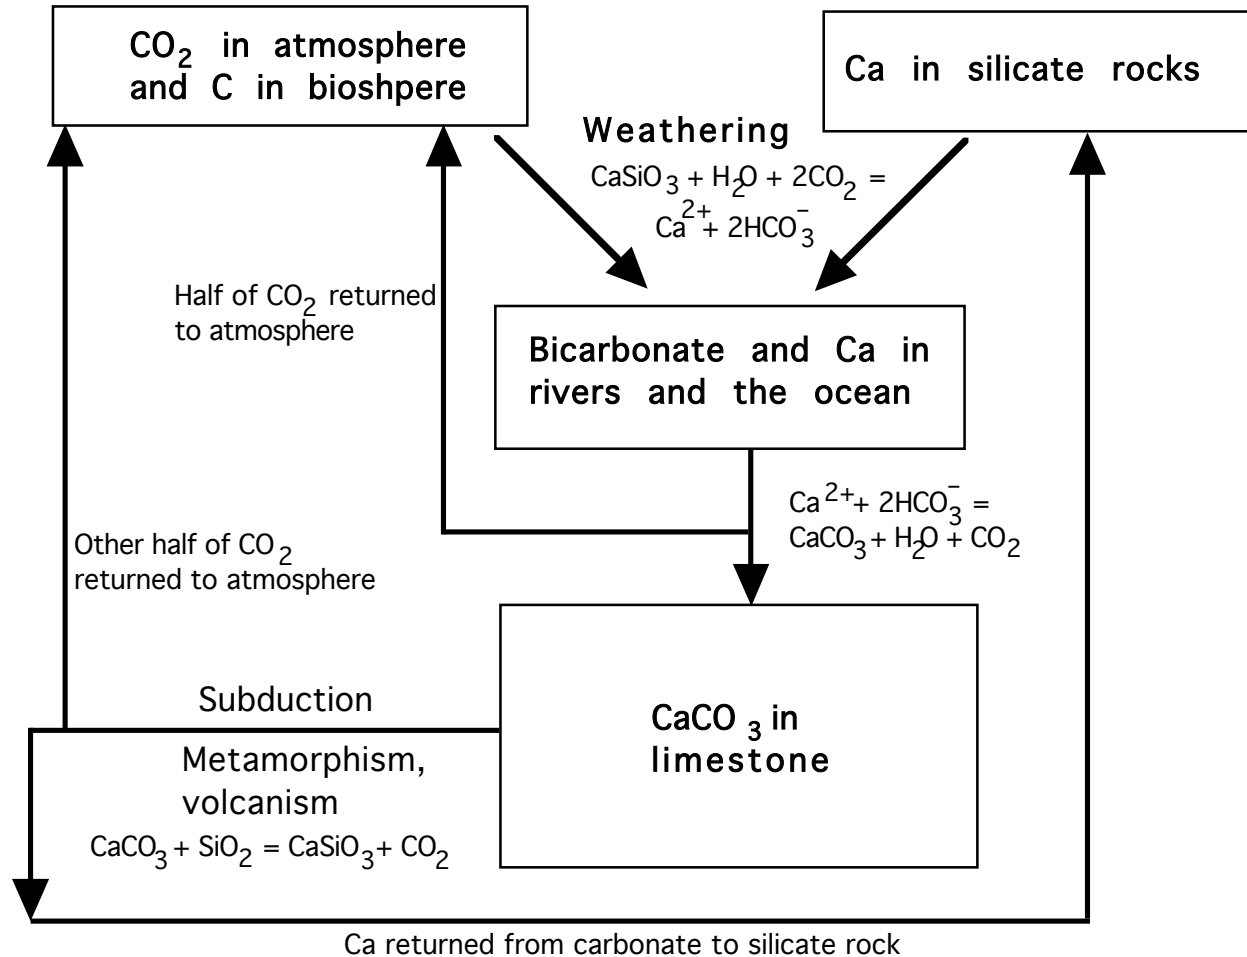 CO₂ in atmosphere
and C in bioshpere
Ca in silicate rocks
Weathering
CaSiO₃ + H₂O + 2CO₂ =
Ca²⁺ + 2HCO₃⁻
Half of CO₂ returned
to atmosphere
Bicarbonate and Ca in
rivers and the ocean
Ca²⁺ + 2HCO₃⁻ =
CaCO₃ + H₂O + CO₂
Other half of CO₂
returned to atmosphere
Subduction
Metamorphism,
volcanism
CaCO₃ + SiO₂ = CaSiO₃ + CO₂
CaCO₃ in
limestone
Ca returned from carbonate to silicate rock